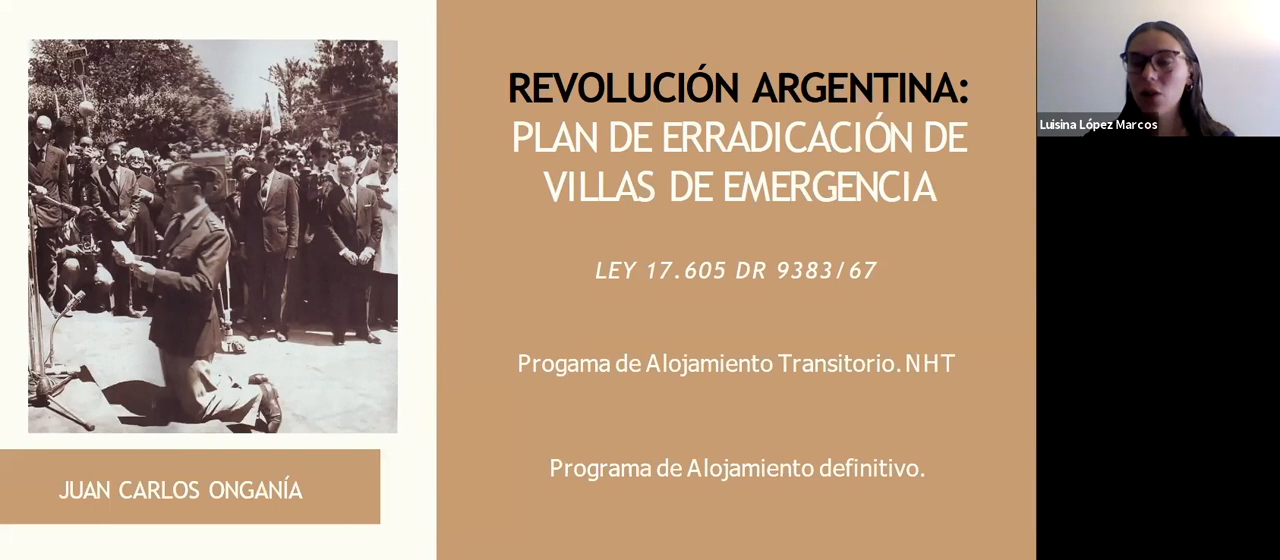 REVOLUCIÓN ARGENTINA:
PLAN DE ERRADICACIÓN DE
VILLAS DE EMERGENCIA
LEY 17.605 DR 9383/67
Progama de Alojamiento Transitorio. NHT
Programa de Alojamiento definitivo.
JUAN CARLOS ONGANÍA
Luisina López Marcos